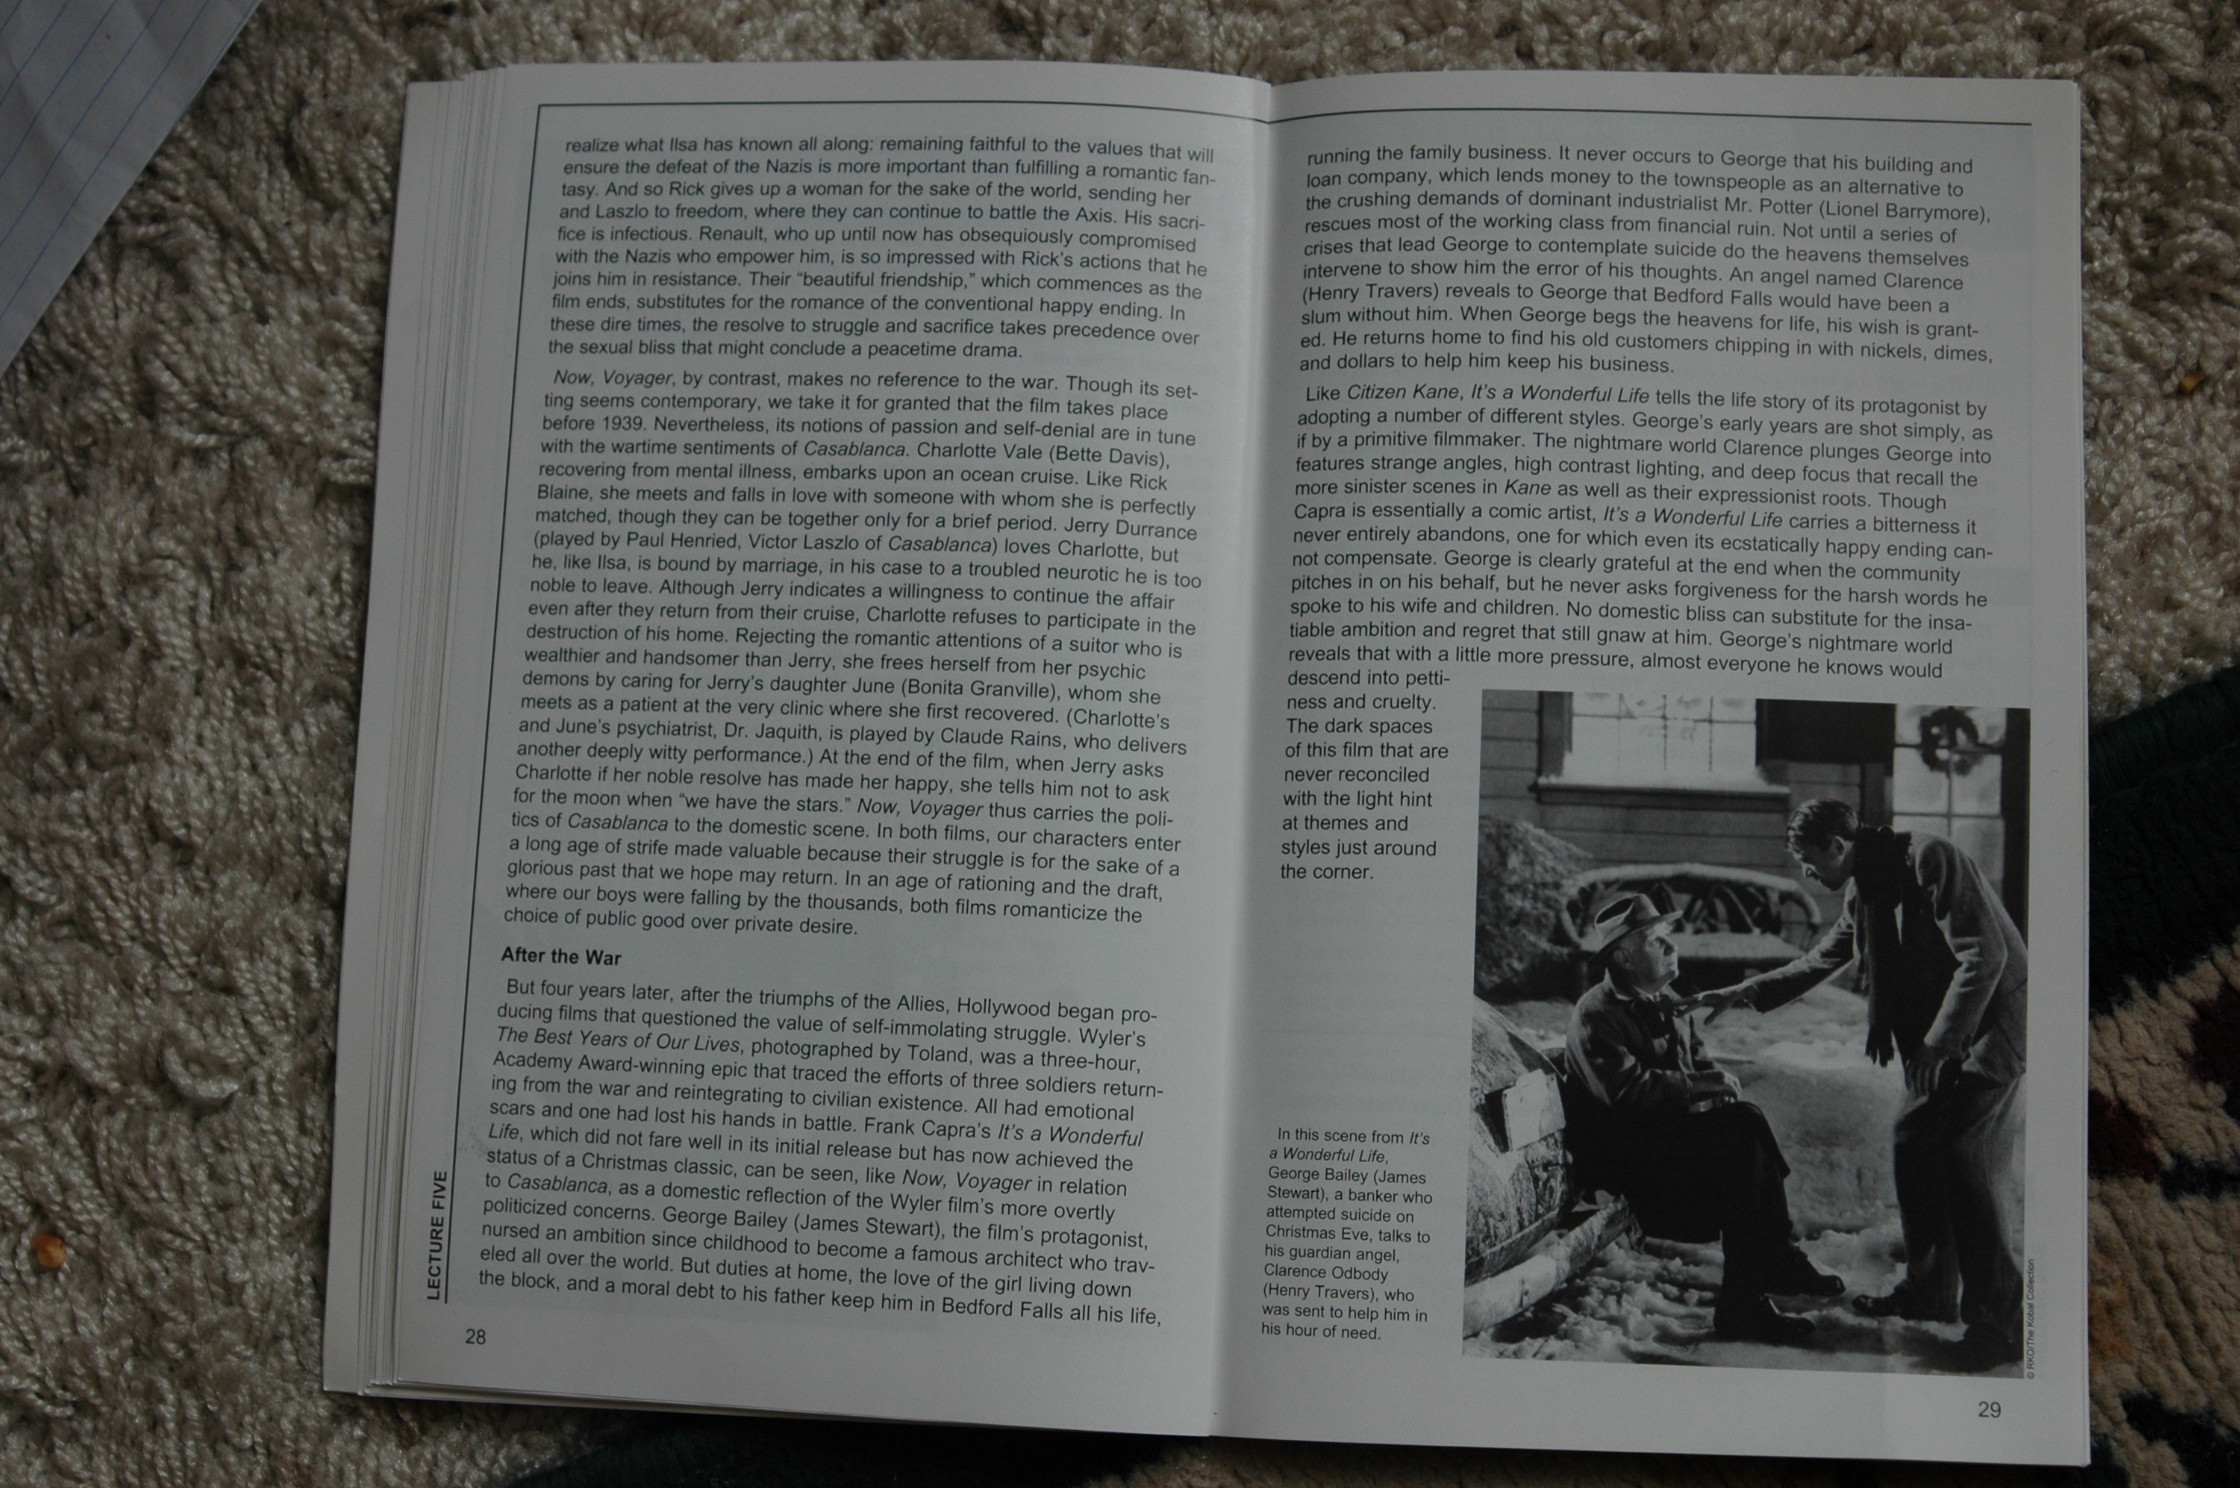 realize what Ilsa has known all along: remaining faithful to the values that will
ensure the defeat of the Nazis is more important than fulfilling a romantic fan-
tasy. And so Rick gives up a woman for the sake of the world, sending her
and Laszlo to freedom, where they can continue to battle the Axis. His sacri-
fice is infectious. Renault, who up until now has obsequiously compromised
with the Nazis who empower him, is so impressed with Rick's actions that he
joins him in resistance. Their “beautiful friendship,” which commences as the
film ends, substitutes for the romance of the conventional happy ending. In
these dire times, the resolve to struggle and sacrifice takes precedence over
the sexual bliss that might conclude a peacetime drama.
Now, Voyager, by contrast, makes no reference to the war. Though its set-
ting seems contemporary, we take it for granted that the film takes place
before 1939. Nevertheless, its notions of passion and self-denial are in tune
with the wartime sentiments of Casablanca. Charlotte Vale (Bette Davis),
recovering from mental illness, embarks upon an ocean cruise. Like Rick
Blaine, she meets and falls in love with someone with whom she is perfectly
matched, though they can be together only for a brief period. Jerry Durrance
(played by Paul Henried, Victor Laszlo of Casablanca) loves Charlotte, but
he, like Ilsa, is bound by marriage, in his case to a troubled neurotic he is too
noble to leave. Although Jerry indicates a willingness to continue the affair
even after they return from their cruise, Charlotte refuses to participate in the
destruction of his home. Rejecting the romantic attentions of a suitor who is
wealthier and handsomer than Jerry, she frees herself from her psychic
demons by caring for Jerry's daughter June (Bonita Granville), whom she
meets as a patient at the very clinic where she first recovered. (Charlotte's
and June's psychiatrist, Dr. Jaquith, is played by Claude Rains, who delivers
another deeply witty performance.) At the end of the film, when Jerry asks
Charlotte if her noble resolve has made her happy, she tells him not to ask
for the moon when “we have the stars.” Now, Voyager thus carries the poli-
tics of Casablanca to the domestic scene. In both films, our characters enter
a long age of strife made valuable because their struggle is for the sake of a
glorious past that we hope may return. In an age of rationing and the draft,
where our boys were falling by the thousands, both films romanticize the
choice of public good over private desire.
After the War
But four years later, after the triumphs of the Allies, Hollywood began pro-
ducing films that questioned the value of self-immolating struggle. Wyler's
The Best Years of Our Lives, photographed by Toland, was a three-hour,
Academy Award-winning epic that traced the efforts of three soldiers return-
ing from the war and reintegrating to civilian existence. All had emotional
scars and one had lost his hands in battle. Frank Capra's It's a Wonderful
Life, which did not fare well in its initial release but has now achieved the
status of a Christmas classic, can be seen, like Now, Voyager in relation
to Casablanca, as a domestic reflection of the Wyler film's more overtly
politicized concerns. George Bailey (James Stewart), the film's protagonist,
nursed an ambition since childhood to become a famous architect who trav-
eled all over the world. But duties at home, the love of the girl living down
the block, and a moral debt to his father keep him in Bedford Falls all his life,
LECTURE FIVE
28
running the family business. It never occurs to George that his building and
loan company, which lends money to the townspeople as an alternative to
the crushing demands of dominant industrialist Mr. Potter (Lionel Barrymore),
rescues most of the working class from financial ruin. Not until a series of
crises that lead George to contemplate suicide do the heavens themselves
intervene to show him the error of his thoughts. An angel named Clarence
(Henry Travers) reveals to George that Bedford Falls would have been a
slum without him. When George begs the heavens for life, his wish is grant-
ed. He returns home to find his old customers chipping in with nickels, dimes,
and dollars to help him keep his business.
Like Citizen Kane, It's a Wonderful Life tells the life story of its protagonist by
adopting a number of different styles. George's early years are shot simply, as
if by a primitive filmmaker. The nightmare world Clarence plunges George into
features strange angles, high contrast lighting, and deep focus that recall the
more sinister scenes in Kane as well as their expressionist roots. Though
Capra is essentially a comic artist, It's a Wonderful Life carries a bitterness it
never entirely abandons, one for which even its ecstatically happy ending can-
not compensate. George is clearly grateful at the end when the community
pitches in on his behalf, but he never asks forgiveness for the harsh words he
spoke to his wife and children. No domestic bliss can substitute for the insa-
tiable ambition and regret that still gnaw at him. George's nightmare world
reveals that with a little more pressure, almost everyone he knows would
descend into petti-
ness and cruelty.
The dark spaces
of this film that are
never reconciled
with the light hint
at themes and
styles just around
the corner.
In this scene from It's
a Wonderful Life,
George Bailey (James
Stewart), a banker who
attempted suicide on
Christmas Eve, talks to
his guardian angel,
Clarence Odbody
(Henry Travers), who
was sent to help him in
his hour of need.
© RKO/The Kobal Collection
29